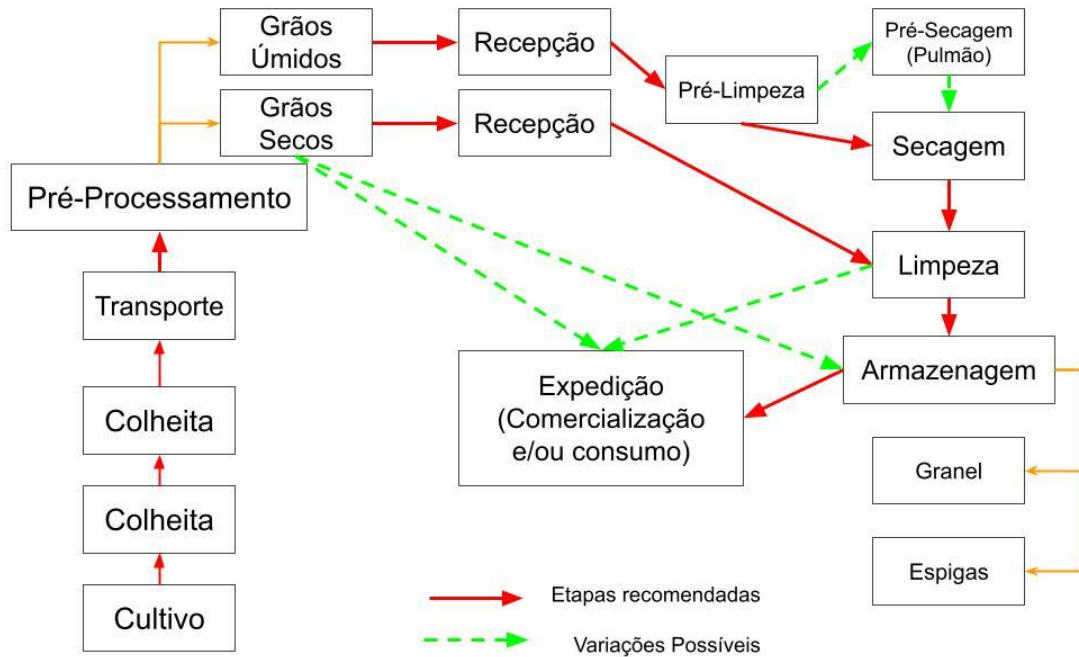 Grãos
Úmidos
Recepção
Pré-Limpeza
Pré-Secagem
(Pulmão)
Grãos
Secos
Recepção
Secagem
Pré-Processamento
Limpeza
Transporte
Armazenagem
Expedição
(Comercialização
e/ou consumo)
Colheita
Granel
Colheita
Espigas
Cultivo
Etapas recomendadas
Variações Possíveis